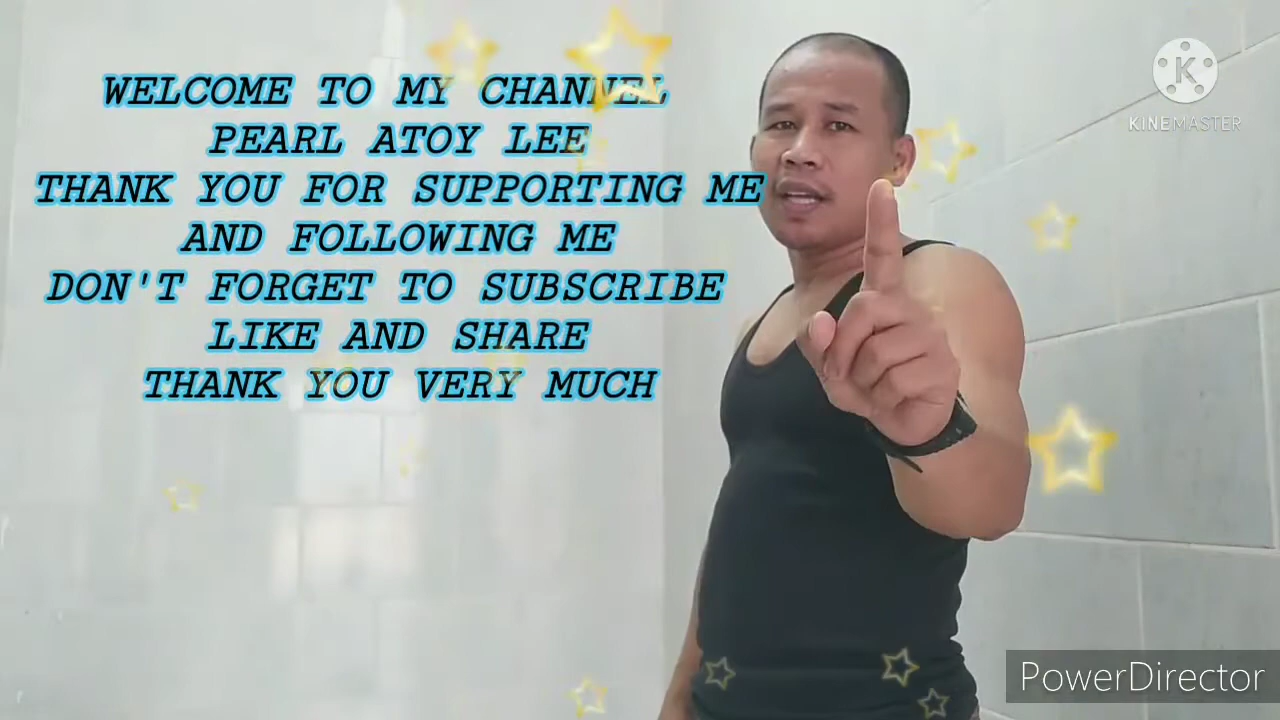 WELCOME TO MY CHANNEL
PEARL ATOY LEE
THANK YOU FOR SUPPORTING ME
AND FOLLOWING ME
DON'T FORGET TO SUBSCRIBE
LIKE AND SHARE
THANK YOU VERY MUCH
K
KINEMASTER
PowerDirector